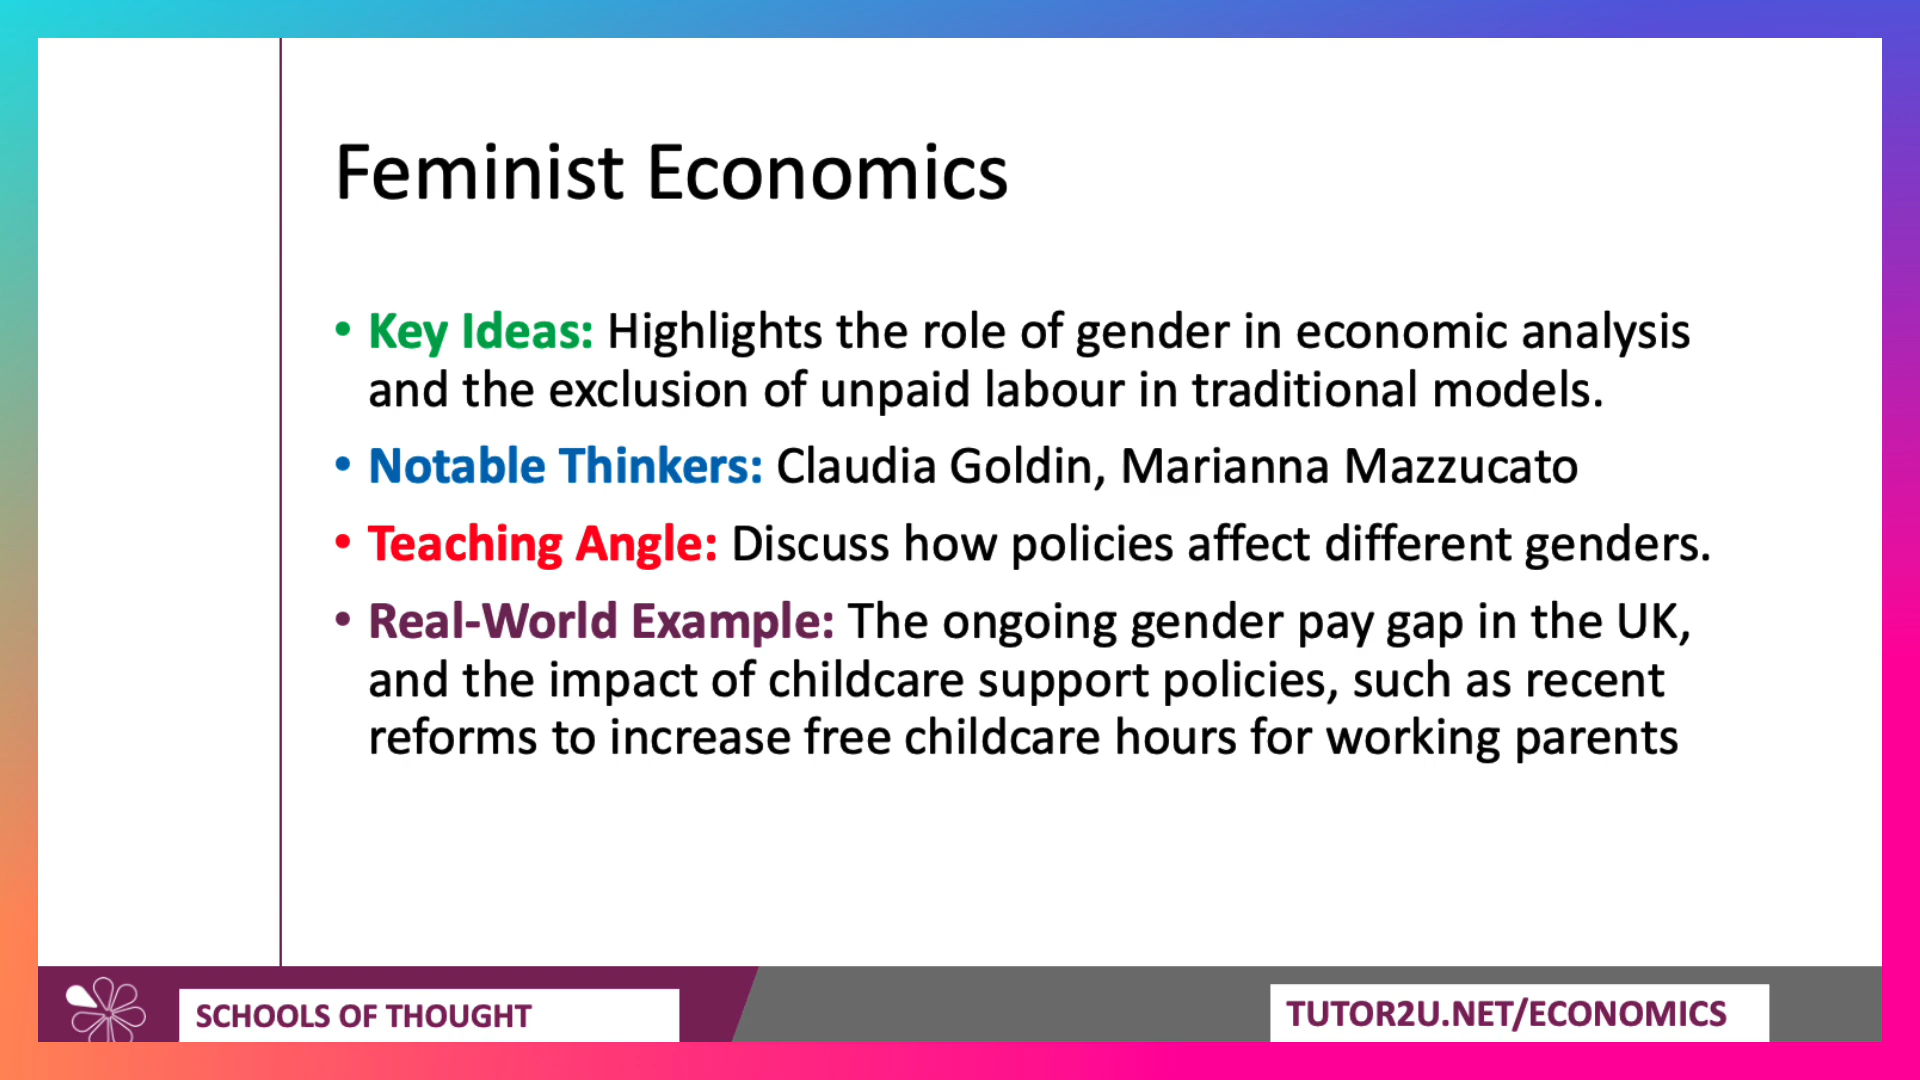 Feminist Economics
• Key Ideas: Highlights the role of gender in economic analysis
and the exclusion of unpaid labour in traditional models.
• Notable Thinkers: Claudia Goldin, Marianna Mazzucato
• Teaching Angle: Discuss how policies affect different genders.
• Real-World Example: The ongoing gender pay gap in the UK,
and the impact of childcare support policies, such as recent
reforms to increase free childcare hours for working parents
SCHOOLS OF THOUGHT
TUTOR2U.NET/ECONOMICS